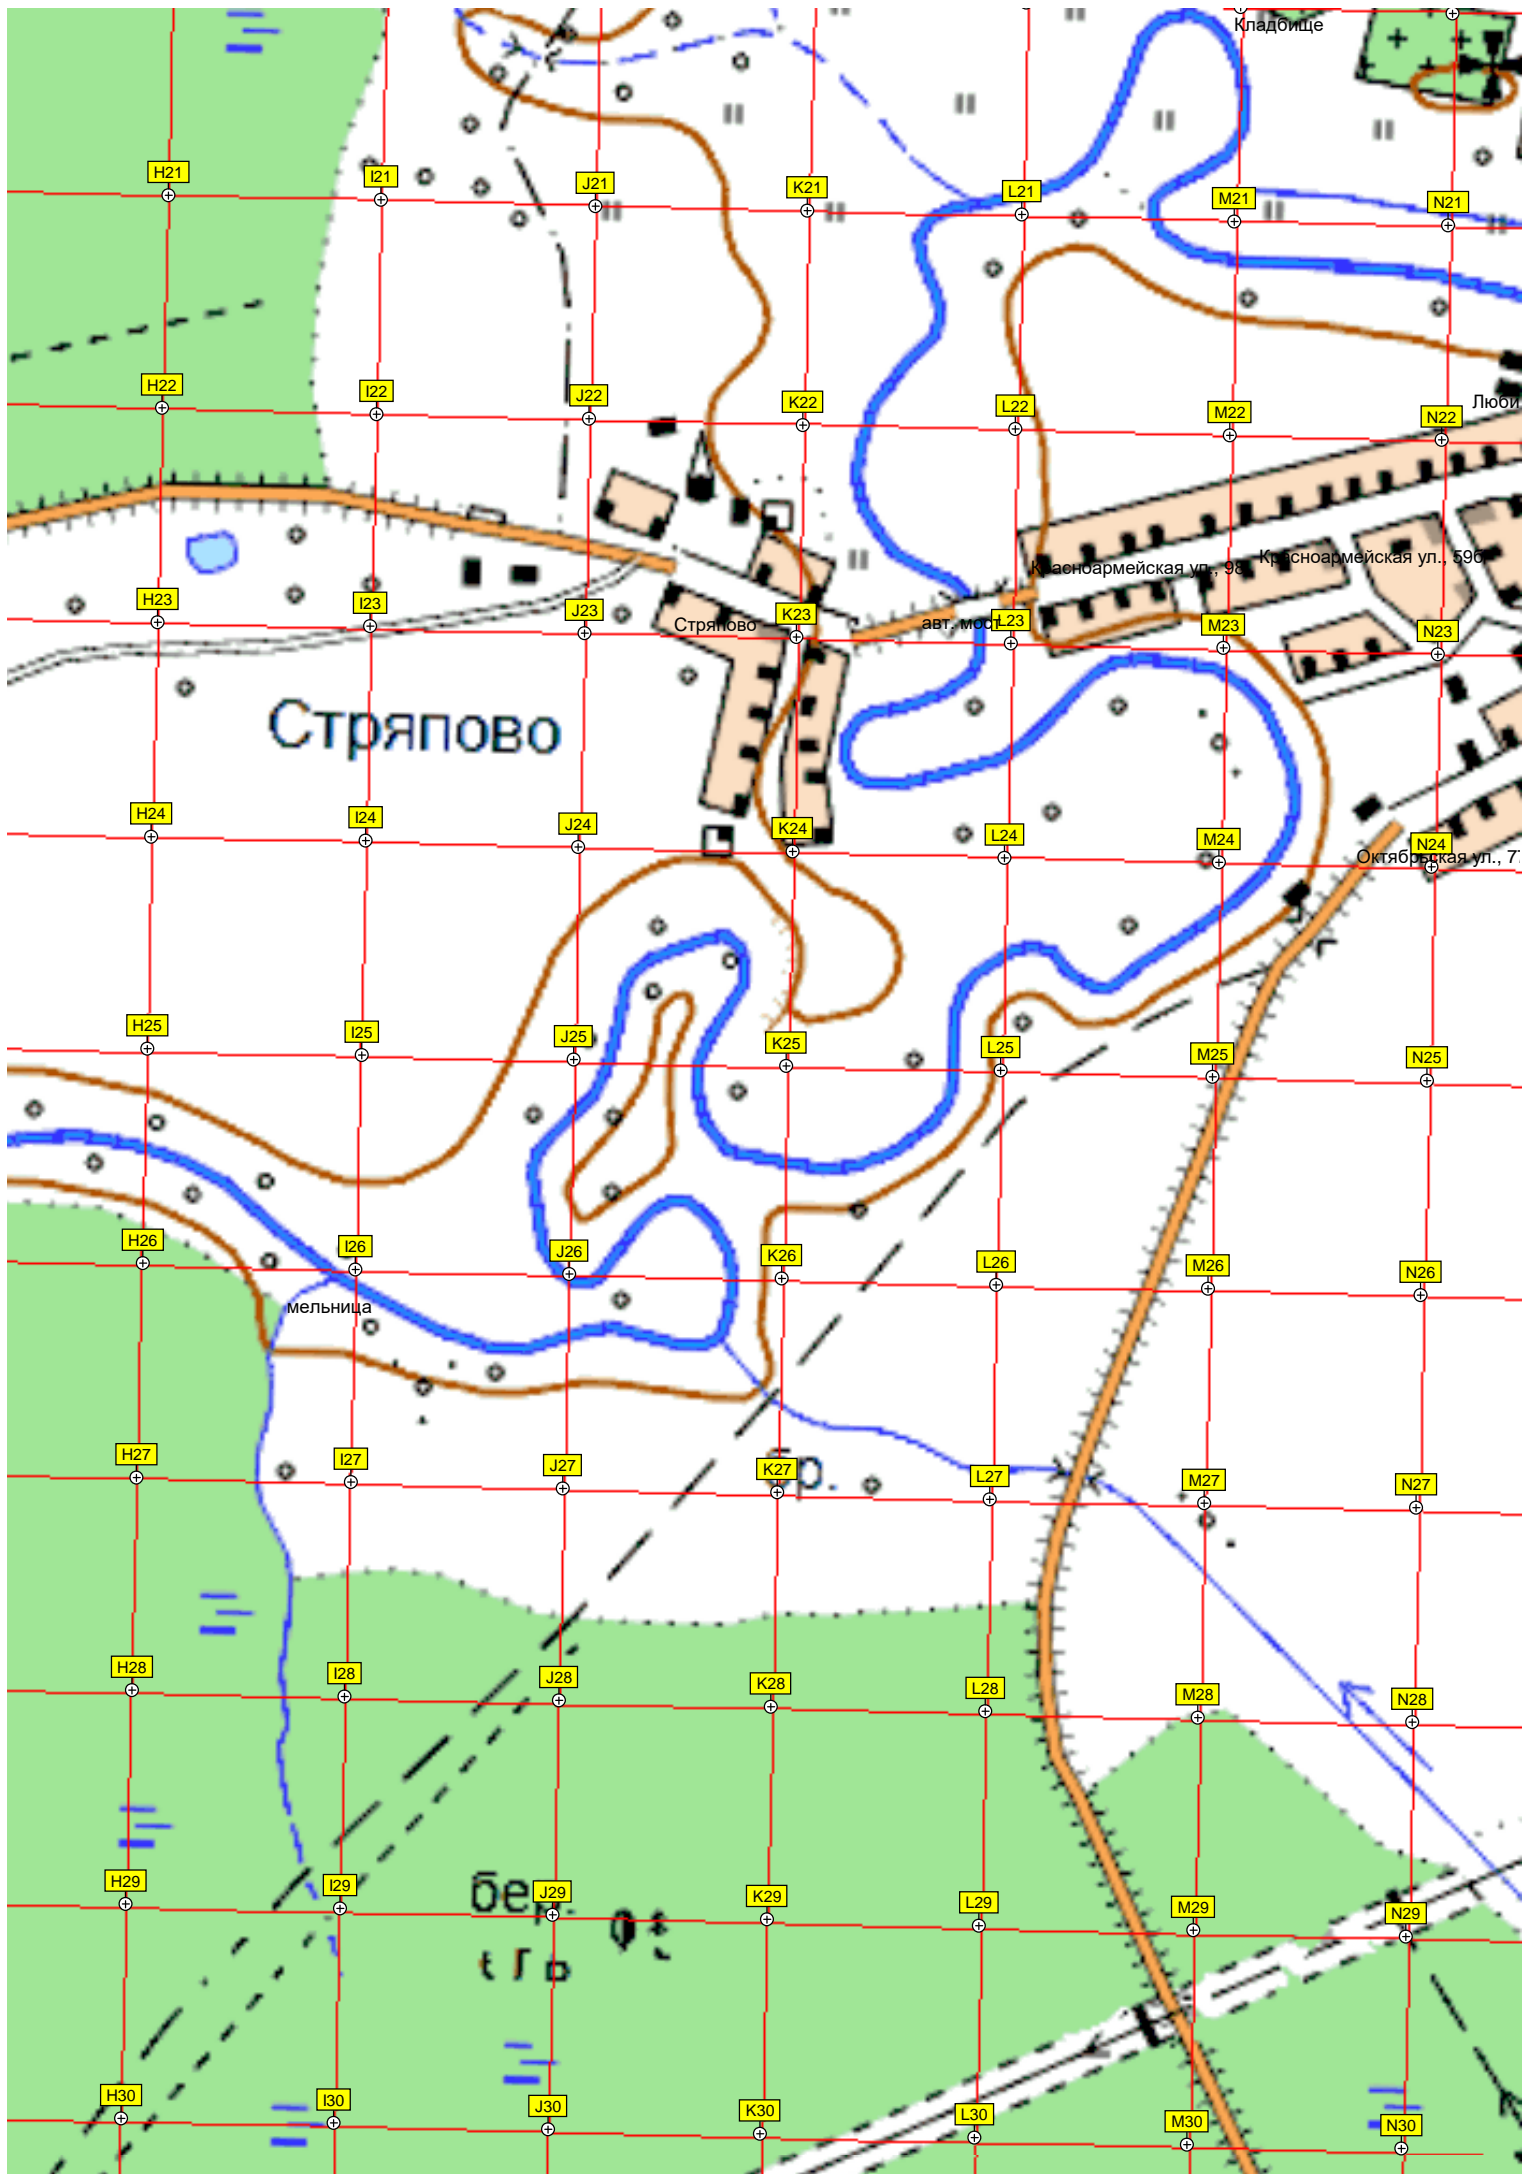 Кладбище
H21 I21 J21 K21 L21 M21 N21
H22 I22 J22 K22 L22 M22 N22
Люби
Красноармейская ул., 98
Красноармейская ул., 59б
H23 I23 J23 K23 L23 M23 N23
Стряпово
авт. мост
Стряпово
H24 I24 J24 K24 L24 M24 N24
Октябрьская ул., 77
H25 I25 J25 K25 L25 M25 N25
H26 I26 J26 K26 L26 M26 N26
мельница
H27 I27 J27 K27 L27 M27 N27
H28 I28 J28 K28 L28 M28 N28
H29 I29 J29 K29 L29 M29 N29
H30 I30 J30 K30 L30 M30 N30